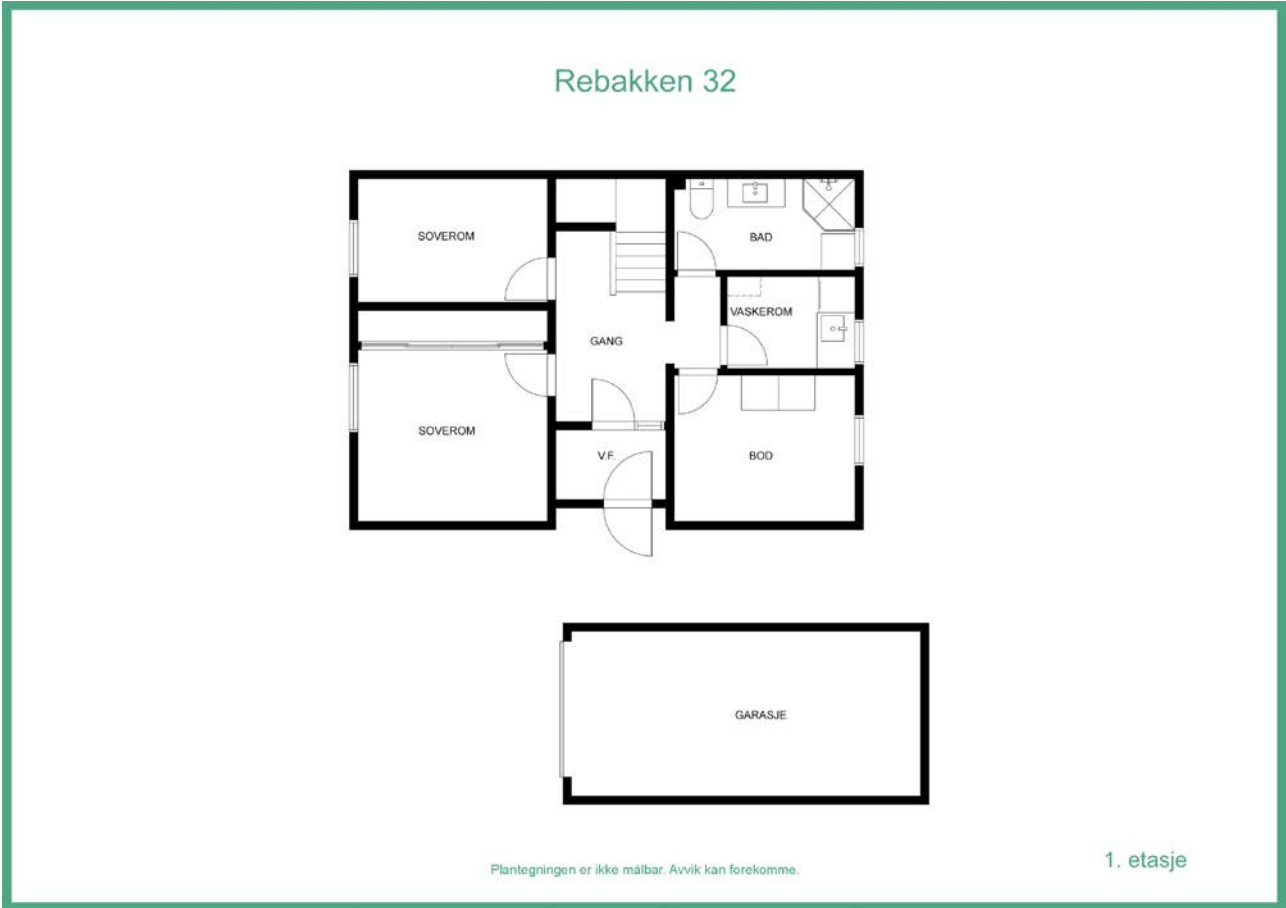 Rebakken 32
SOVEROM
BAD
VASKEROM
GANG
SOVEROM
V.F.
BOD
GARASJE
Plantegningen er ikke målbar. Avvik kan forekomme.
1. etasje